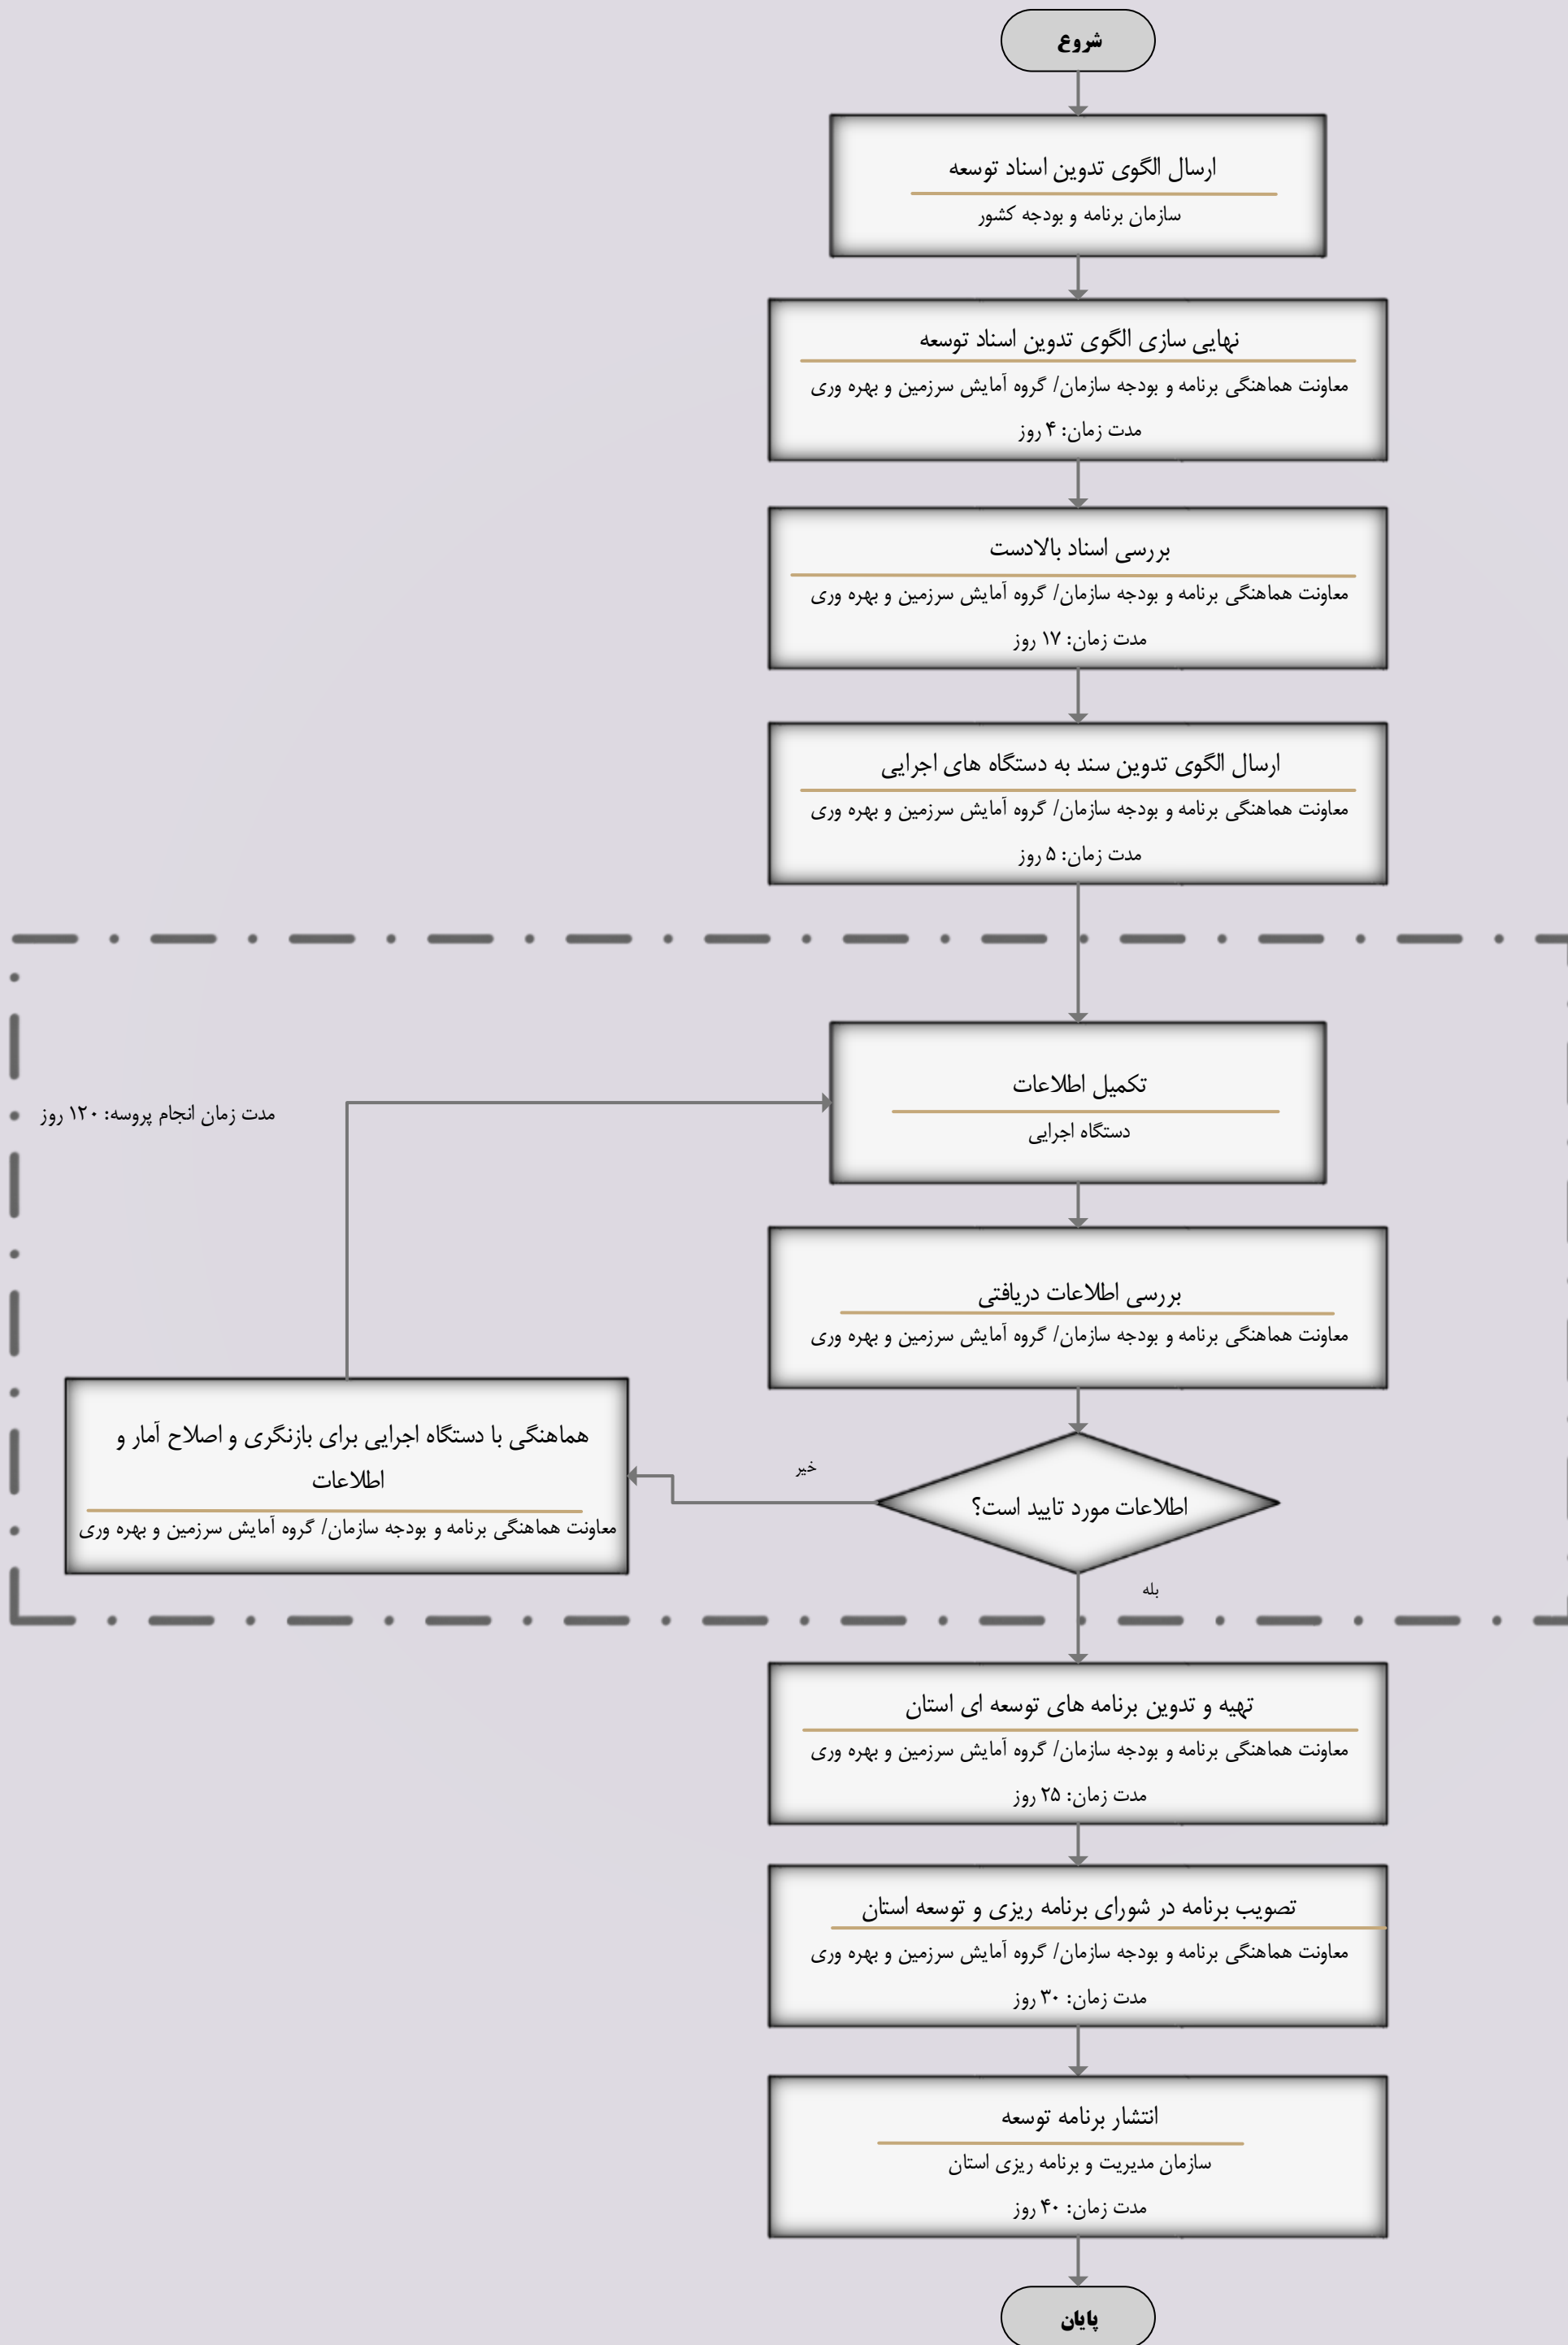 شروع
ارسال الگوی تدوین اسناد توسعه
سازمان برنامه و بودجه کشور
نهایی سازی الگوی تدوین اسناد توسعه
معاونت هماهنگی برنامه و بودجه سازمان/ گروه آمایش سرزمین و بهره وری
مدت زمان: ۴ روز
بررسی اسناد بالادست
معاونت هماهنگی برنامه و بودجه سازمان/ گروه آمایش سرزمین و بهره وری
مدت زمان: ۱۷ روز
ارسال الگوی تدوین سند به دستگاه های اجرایی
معاونت هماهنگی برنامه و بودجه سازمان/ گروه آمایش سرزمین و بهره وری
مدت زمان: ۵ روز
تکمیل اطلاعات
دستگاه اجرایی
مدت زمان انجام پروسه: ۱۲۰ روز
بررسی اطلاعات دریافتی
معاونت هماهنگی برنامه و بودجه سازمان/ گروه آمایش سرزمین و بهره وری
اطلاعات مورد تایید است؟
خیر
هماهنگی با دستگاه اجرایی برای بازنگری و اصلاح آمار و
اطلاعات
معاونت هماهنگی برنامه و بودجه سازمان/ گروه آمایش سرزمین و بهره وری
بله
تهیه و تدوین برنامه های توسعه ای استان
معاونت هماهنگی برنامه و بودجه سازمان/ گروه آمایش سرزمین و بهره وری
مدت زمان: ۲۵ روز
تصویب برنامه در شورای برنامه ریزی و توسعه استان
معاونت هماهنگی برنامه و بودجه سازمان/ گروه آمایش سرزمین و بهره وری
مدت زمان: ۳۰ روز
انتشار برنامه توسعه
سازمان مدیریت و برنامه ریزی استان
مدت زمان: ۴۰ روز
پایان